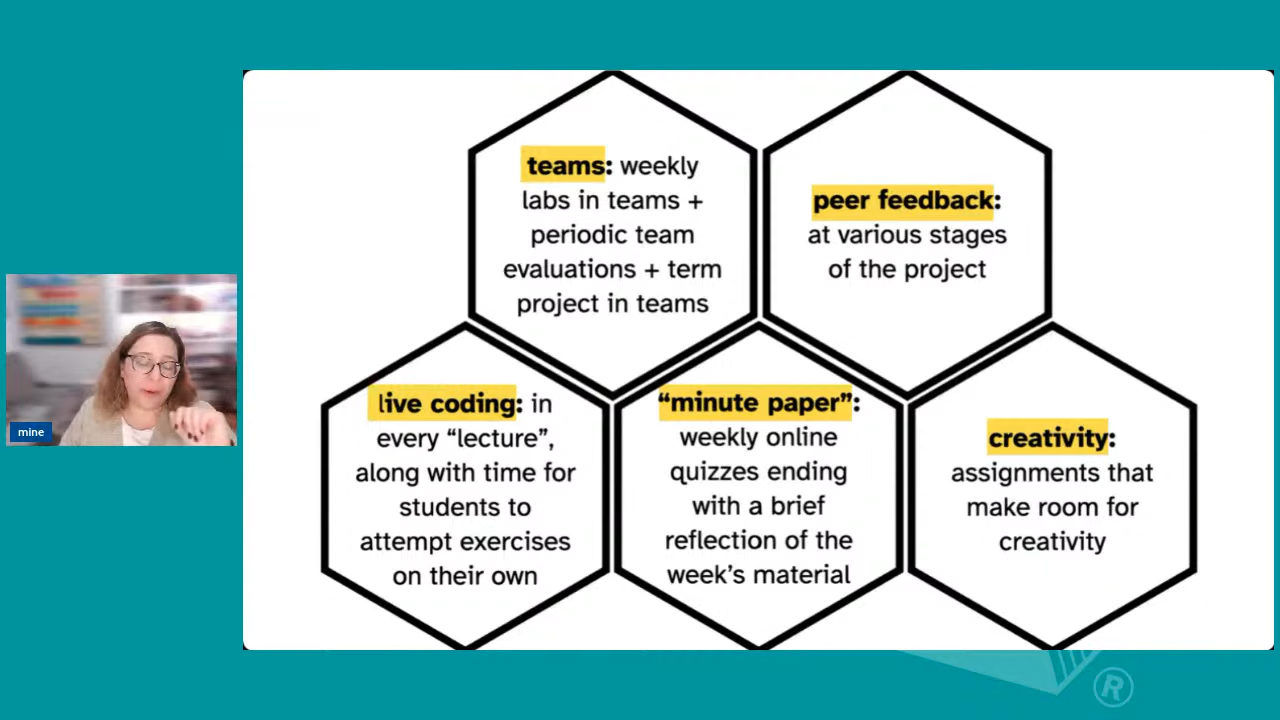 teams: weekly
labs in teams +
periodic team
evaluations + term
project in teams
peer feedback:
at various stages
of the project
live coding: in
every “lecture”,
along with time for
students to
attempt exercises
on their own
“minute paper”:
weekly online
quizzes ending
with a brief
reflection of the
week’s material
creativity:
assignments that
make room for
creativity
mine
®